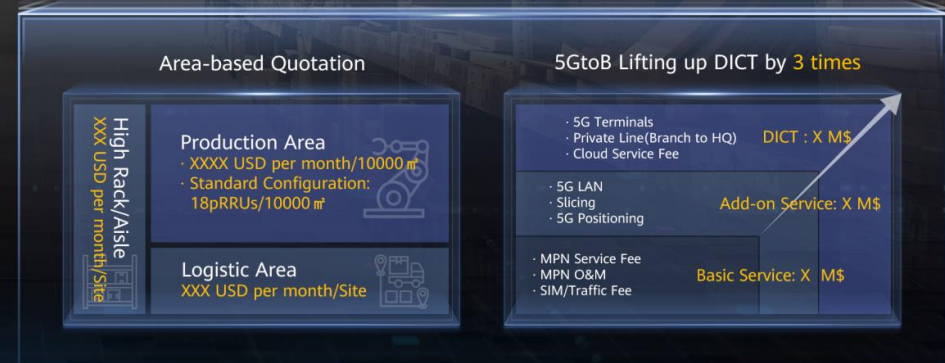 Area-based Quotation
High Rack/Aisle
XXX USD per month/Site
Production Area
· XXXX USD per month/10000㎡
· Standard Configuration:
18pRRUs/10000㎡
Logistic Area
XXX USD per month/Site
5GtoB Lifting up DICT by 3 times
· 5G Terminals
· Private Line(Branch to HQ)
· Cloud Service Fee
DICT : X M$
· 5G LAN
· Slicing
· 5G Positioning
Add-on Service: X M$
· MPN Service Fee
· MPN O&M
· SIM/Traffic Fee
Basic Service: X M$